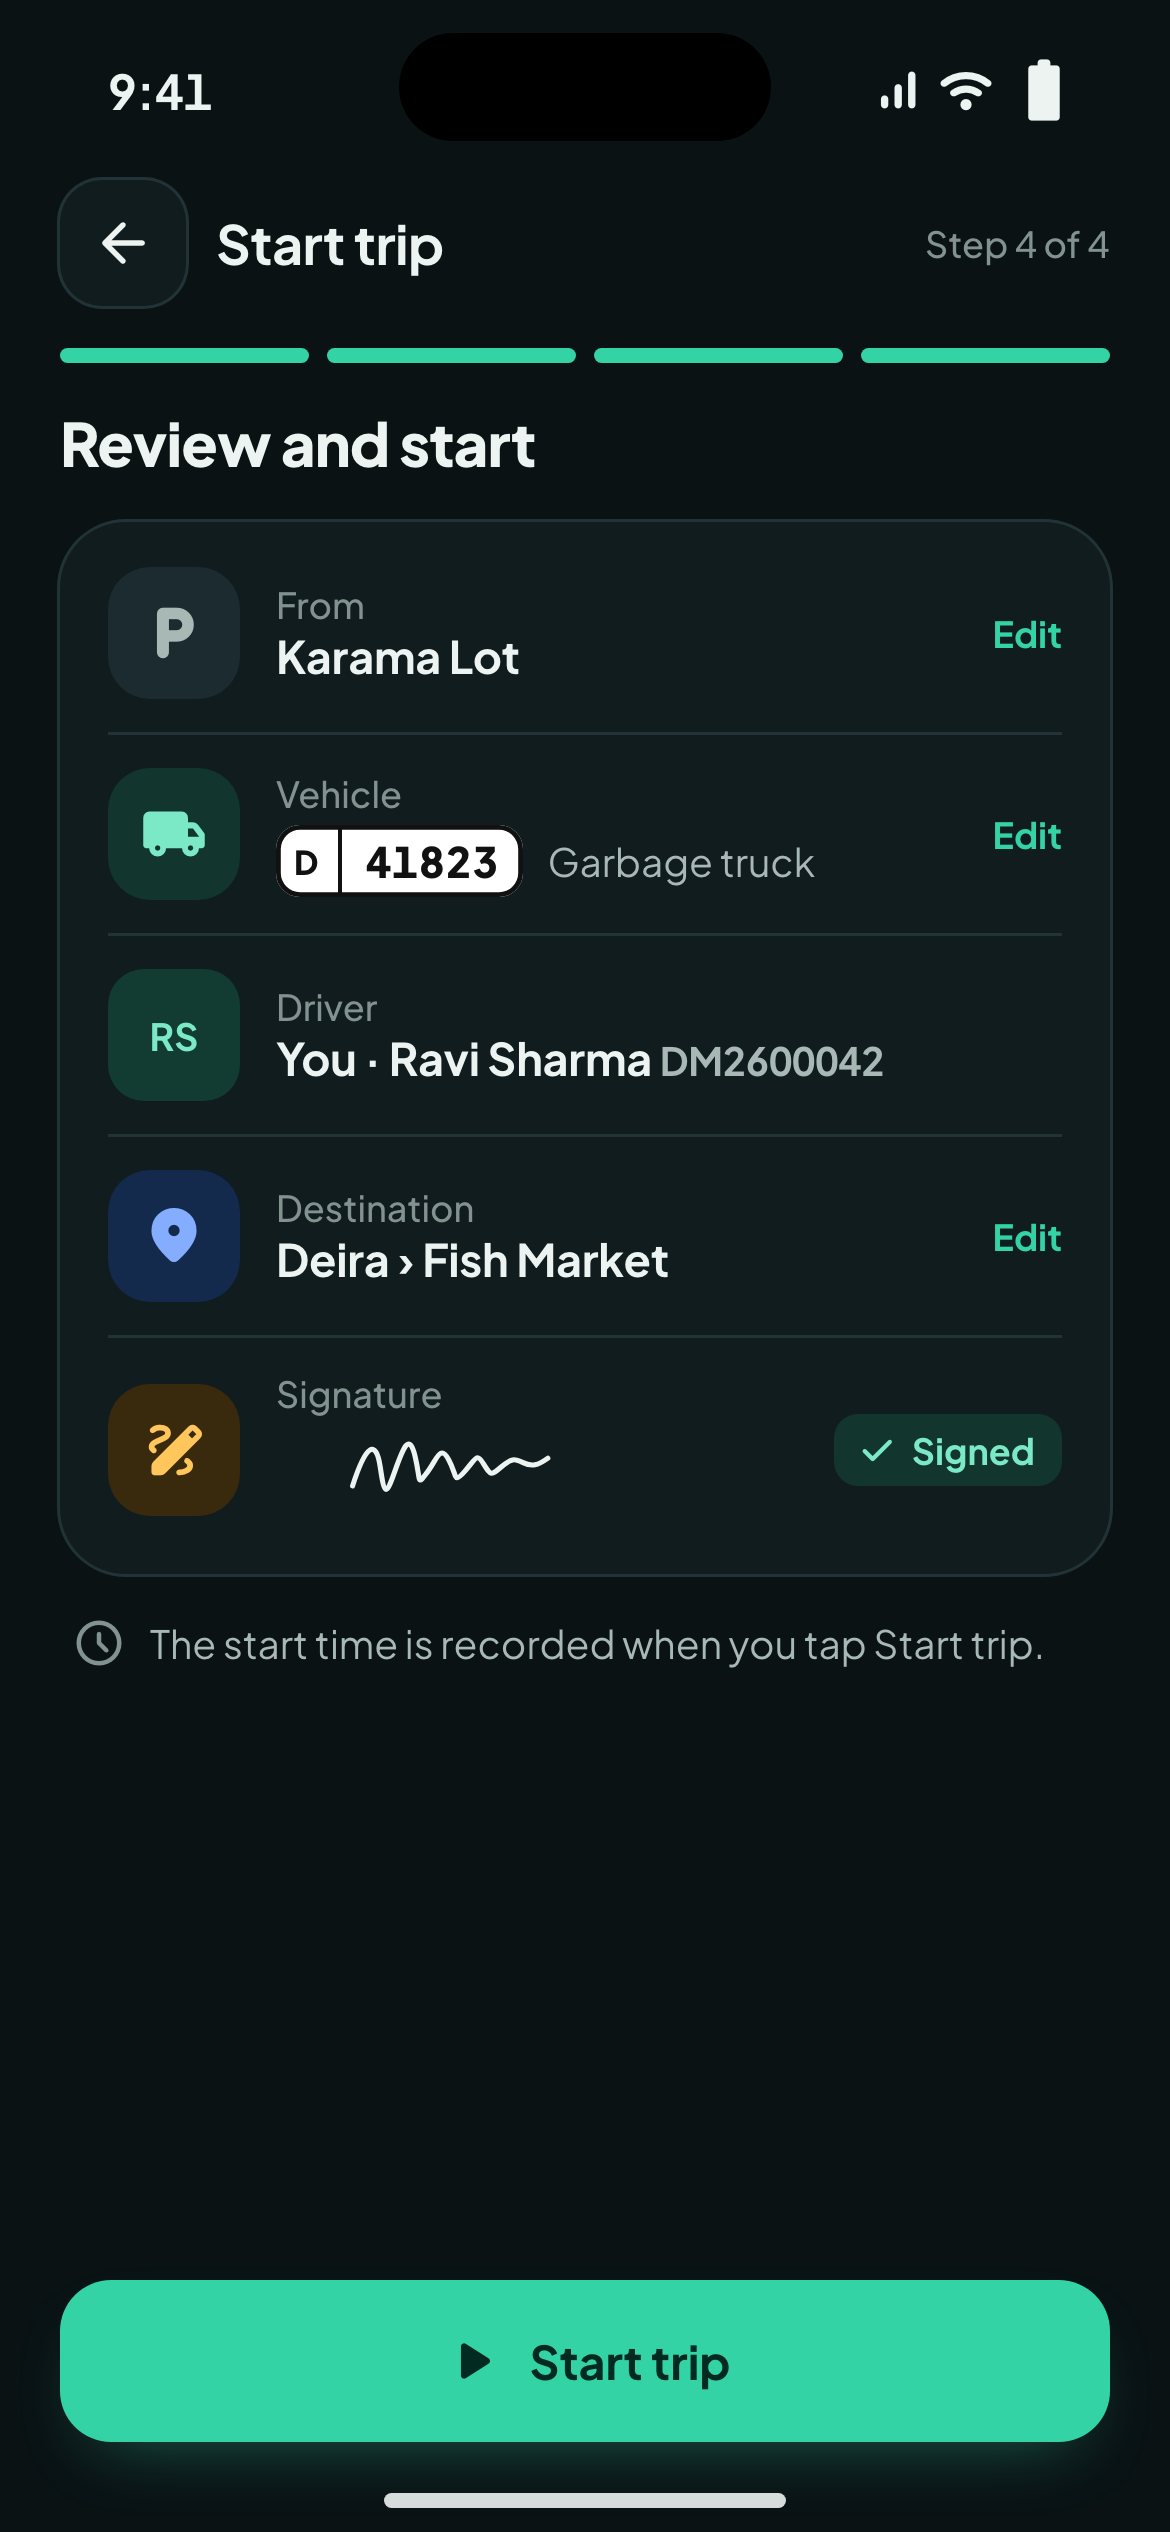 9:41
Start trip
Step 4 of 4
Review and start
P
From
Karama Lot
Edit
Vehicle
D 41823 Garbage truck
Edit
RS
Driver
You · Ravi Sharma DM2600042
Destination
Deira › Fish Market
Edit
Signature
Signed
The start time is recorded when you tap Start trip.
Start trip